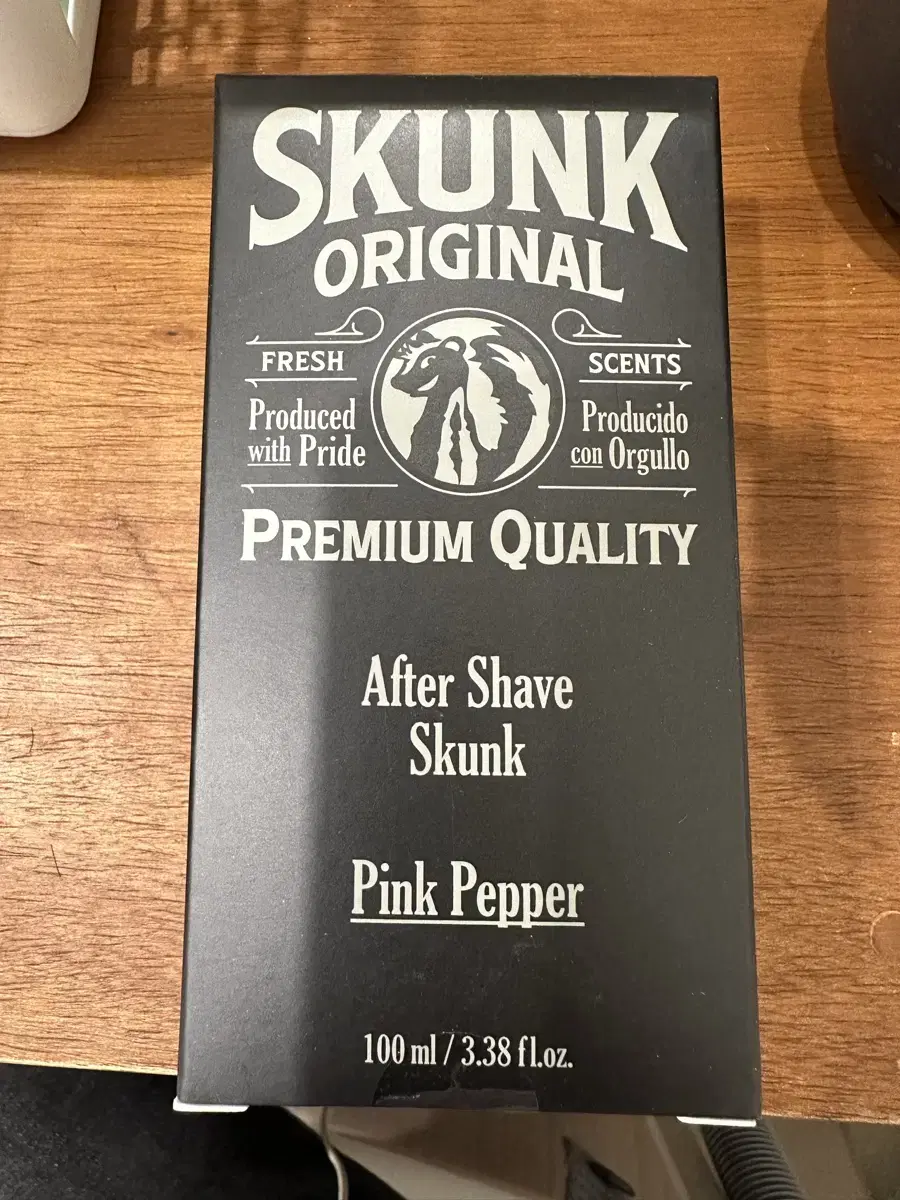 SKUNK
ORIGINAL
FRESH
SCENTS
Produced
with Pride
Producido
con Orgullo
PREMIUM QUALITY
After Shave
Skunk
Pink Pepper
100 ml / 3.38 fl.oz.